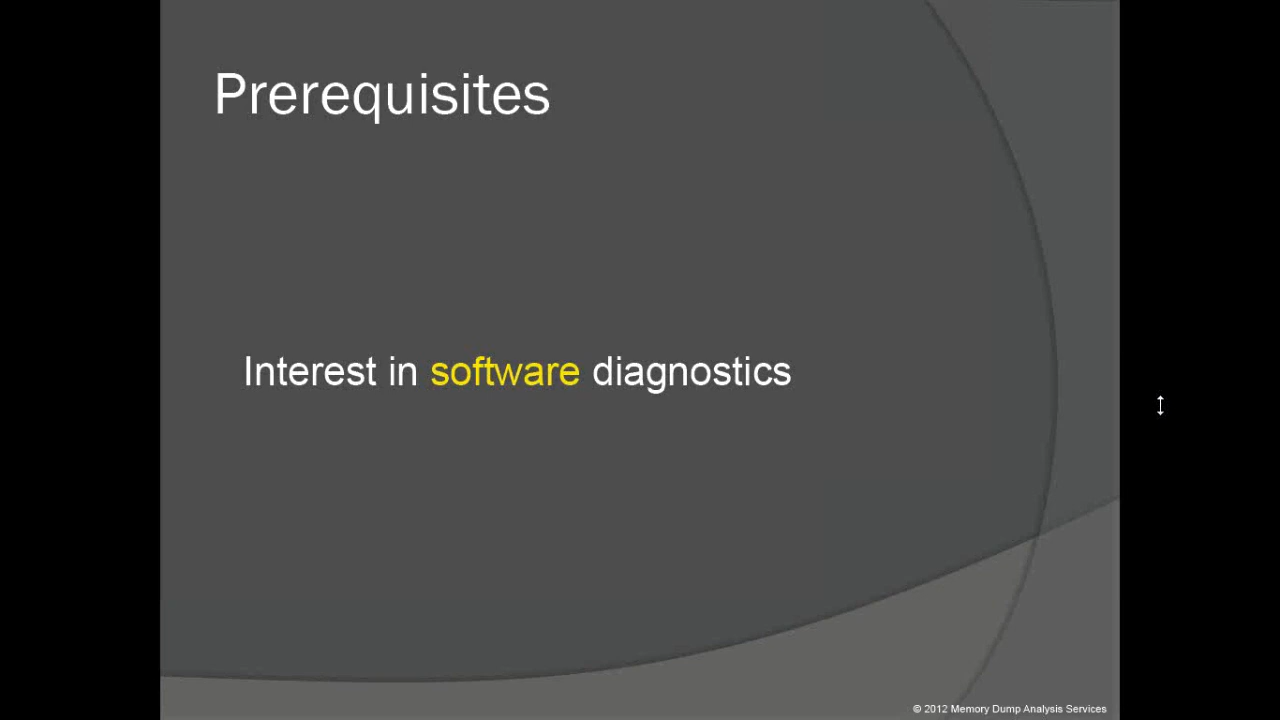 Prerequisites
Interest in software diagnostics
© 2012 Memory Dump Analysis Services